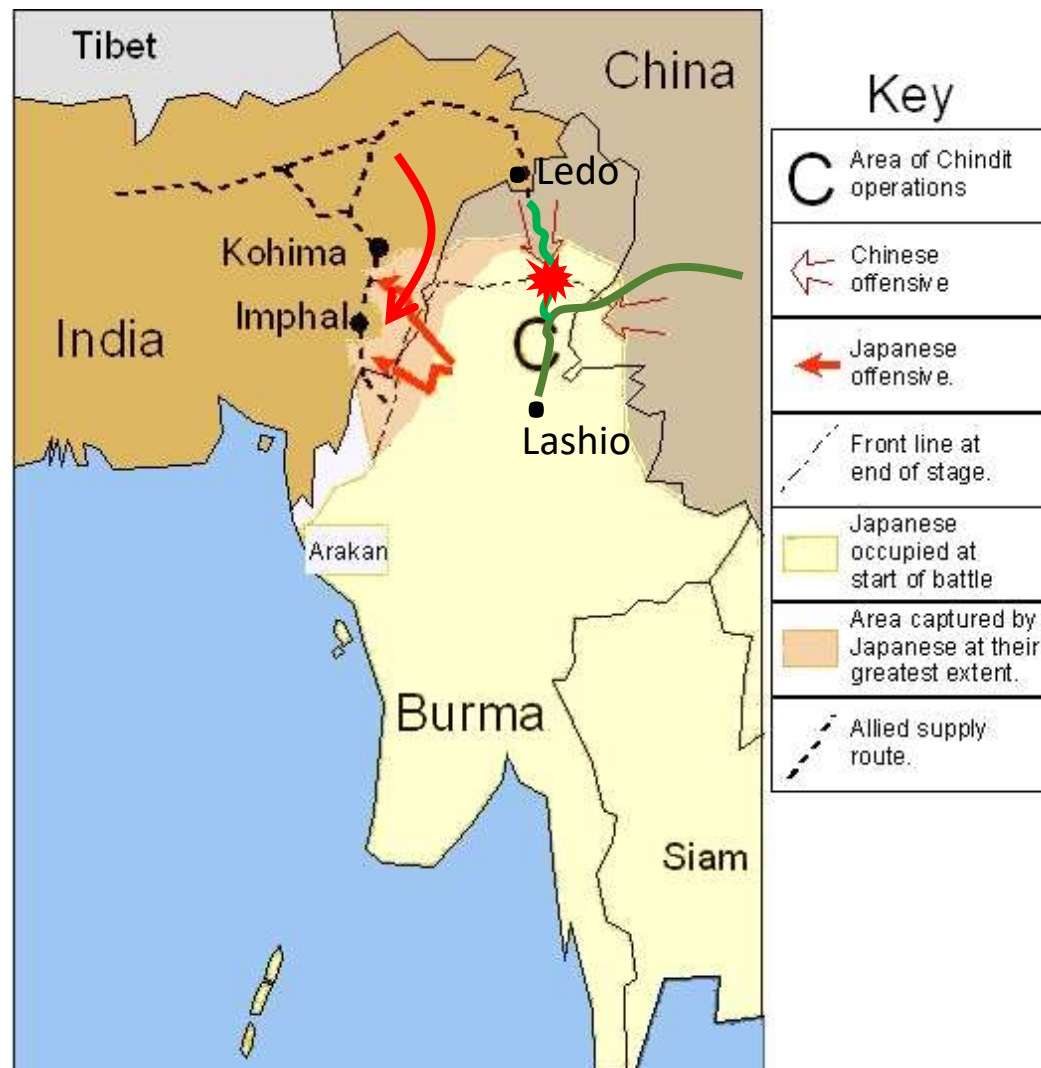 Tibet
China
Ledo
Kohima
Imphal
India
C
Lashio
Arakan
Burma
Siam
Key
C
Area of Chindit
operations
Chinese
offensive
Japanese
offensive.
Front line at
end of stage.
Japanese
occupied at
start of battle
Area captured by
Japanese at their
greatest extent.
Allied supply
route.